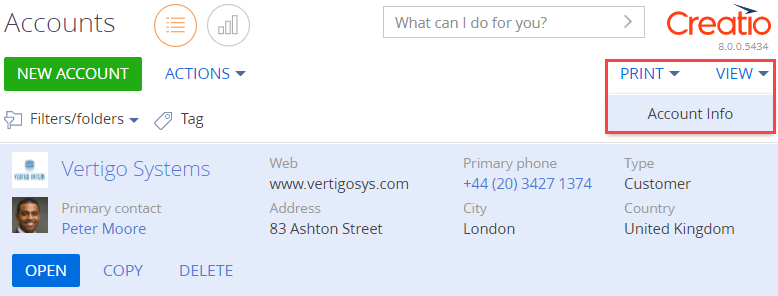 Accounts
What can I do for you?
Creatio
8.0.0.5434
NEW ACCOUNT ACTIONS PRINT VIEW
Account Info
Filters/folders Tag
Vertigo Systems
Web Primary phone Type
www.vertigosys.com +44 (20) 3427 1374 Customer
Primary contact Address City Country
Peter Moore 83 Ashton Street London United Kingdom
OPEN COPY DELETE